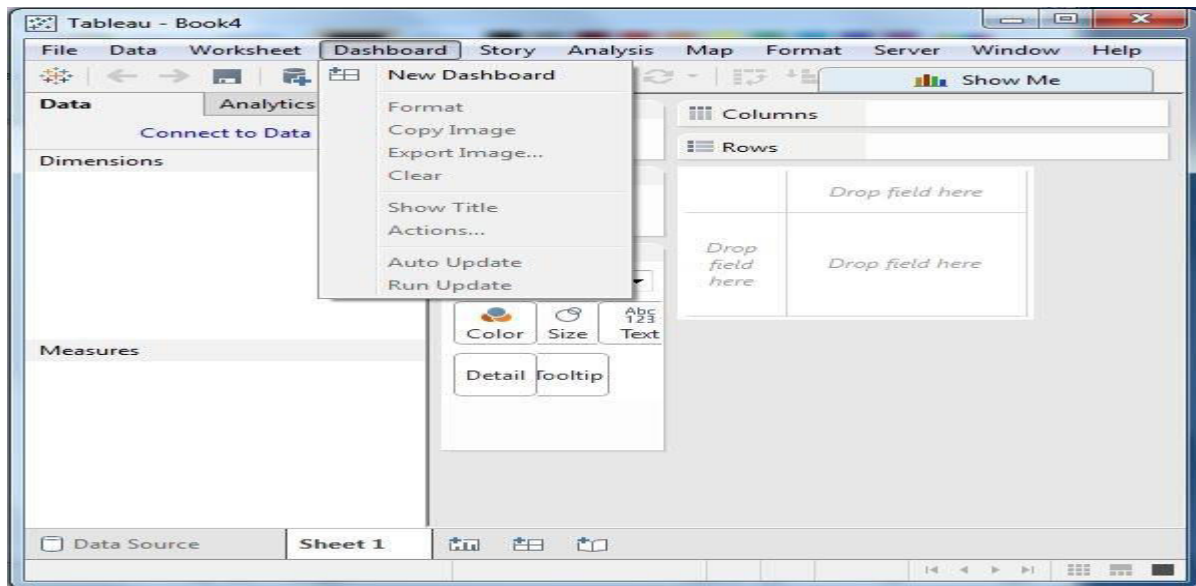 Tableau - Book4
File Data Worksheet Dashboard Story Analysis Map Format Server Window Help
New Dashboard
Show Me
Data Analytics
Format
Columns
Connect to Data
Copy Image
Export Image...
Rows
Dimensions
Clear
Drop field here
Show Title
Actions...
Drop
field
here
Drop field here
Auto Update
Run Update
Abc
123
Color Size Text
Measures
Detail Tooltip
Data Source Sheet 1